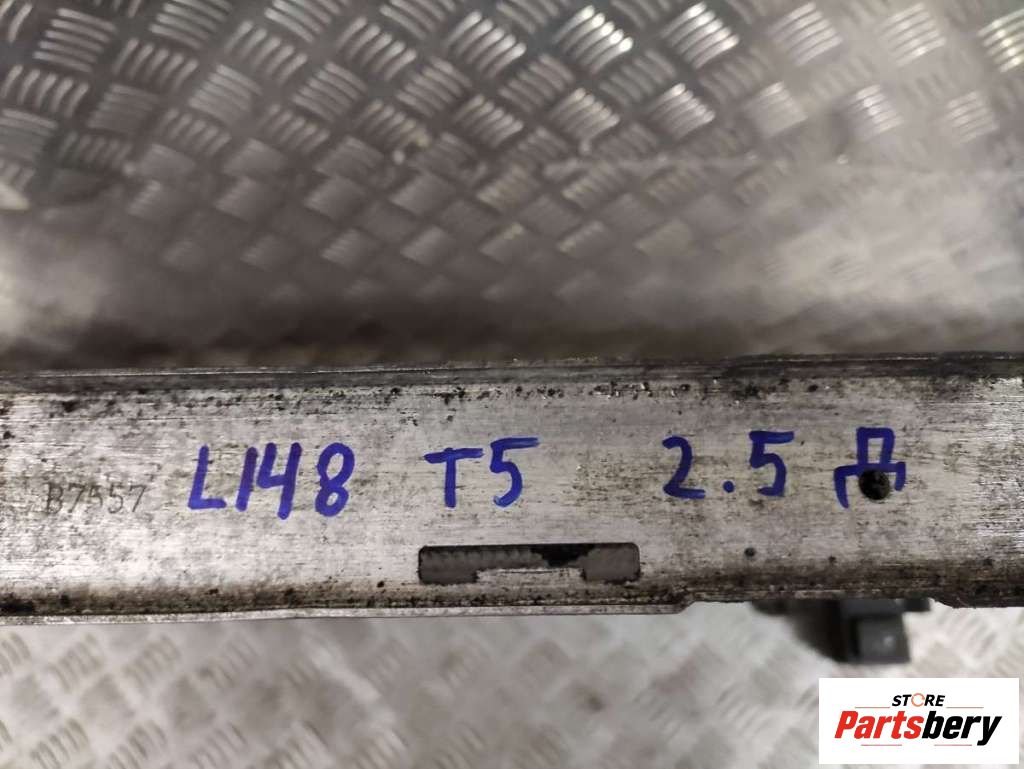 B7557 L148 T5 2.5 Д
STORE
Partsbery